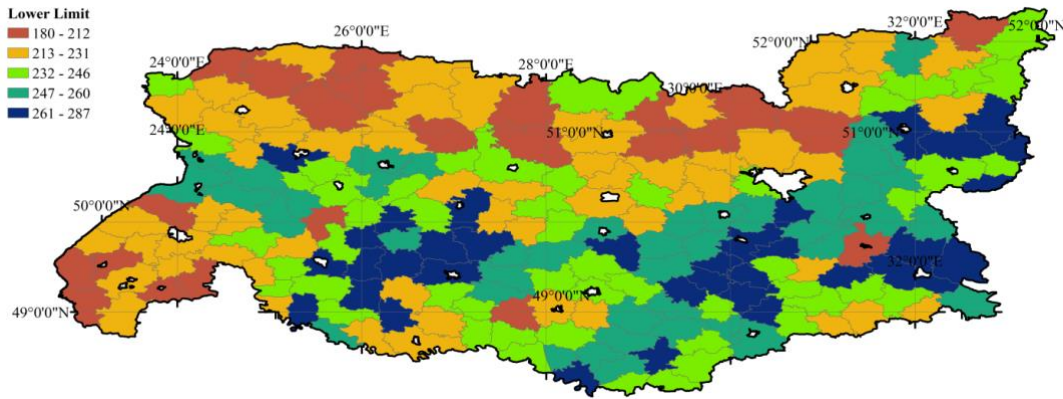 Lower Limit
180 - 212
213 - 231
232 - 246
247 - 260
261 - 287
26°0'0"E
32°0'0"E
52°0'0"N
52°0'0"N
24°0'0"E
28°0'0"E
30°0'0"E
24°0'0"E
51°0'0"N
51°0'0"N
50°0'0"N
32°0'0"E
49°0'0"N
49°0'0"N